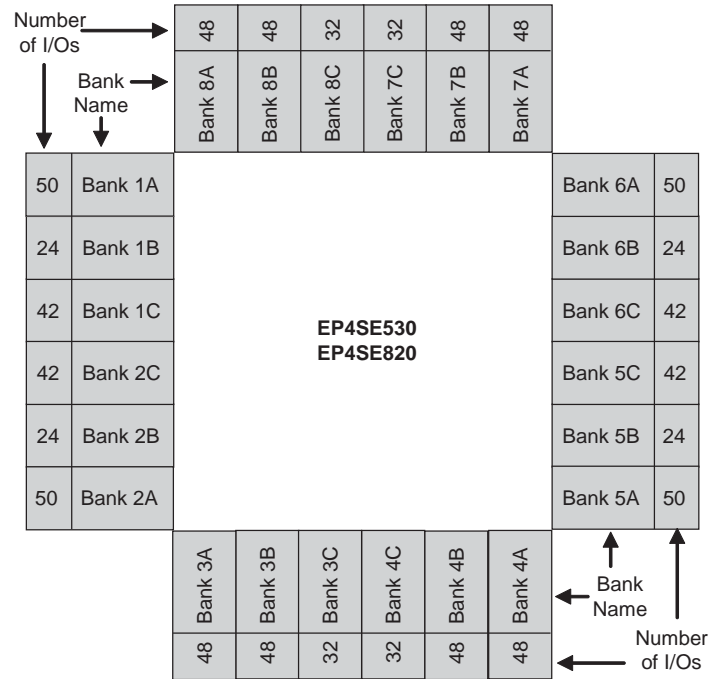 Number
of I/Os
48 48 32 32 48 48
Bank
Name
Bank 8A Bank 8B Bank 8C Bank 7C Bank 7B Bank 7A
50 Bank 1A
24 Bank 1B
42 Bank 1C
42 Bank 2C
24 Bank 2B
50 Bank 2A
EP4SE530
EP4SE820
Bank 6A 50
Bank 6B 24
Bank 6C 42
Bank 5C 42
Bank 5B 24
Bank 5A 50
Bank 3A Bank 3B Bank 3C Bank 4C Bank 4B Bank 4A
48 48 32 32 48 48
Bank
Name
Number
of I/Os